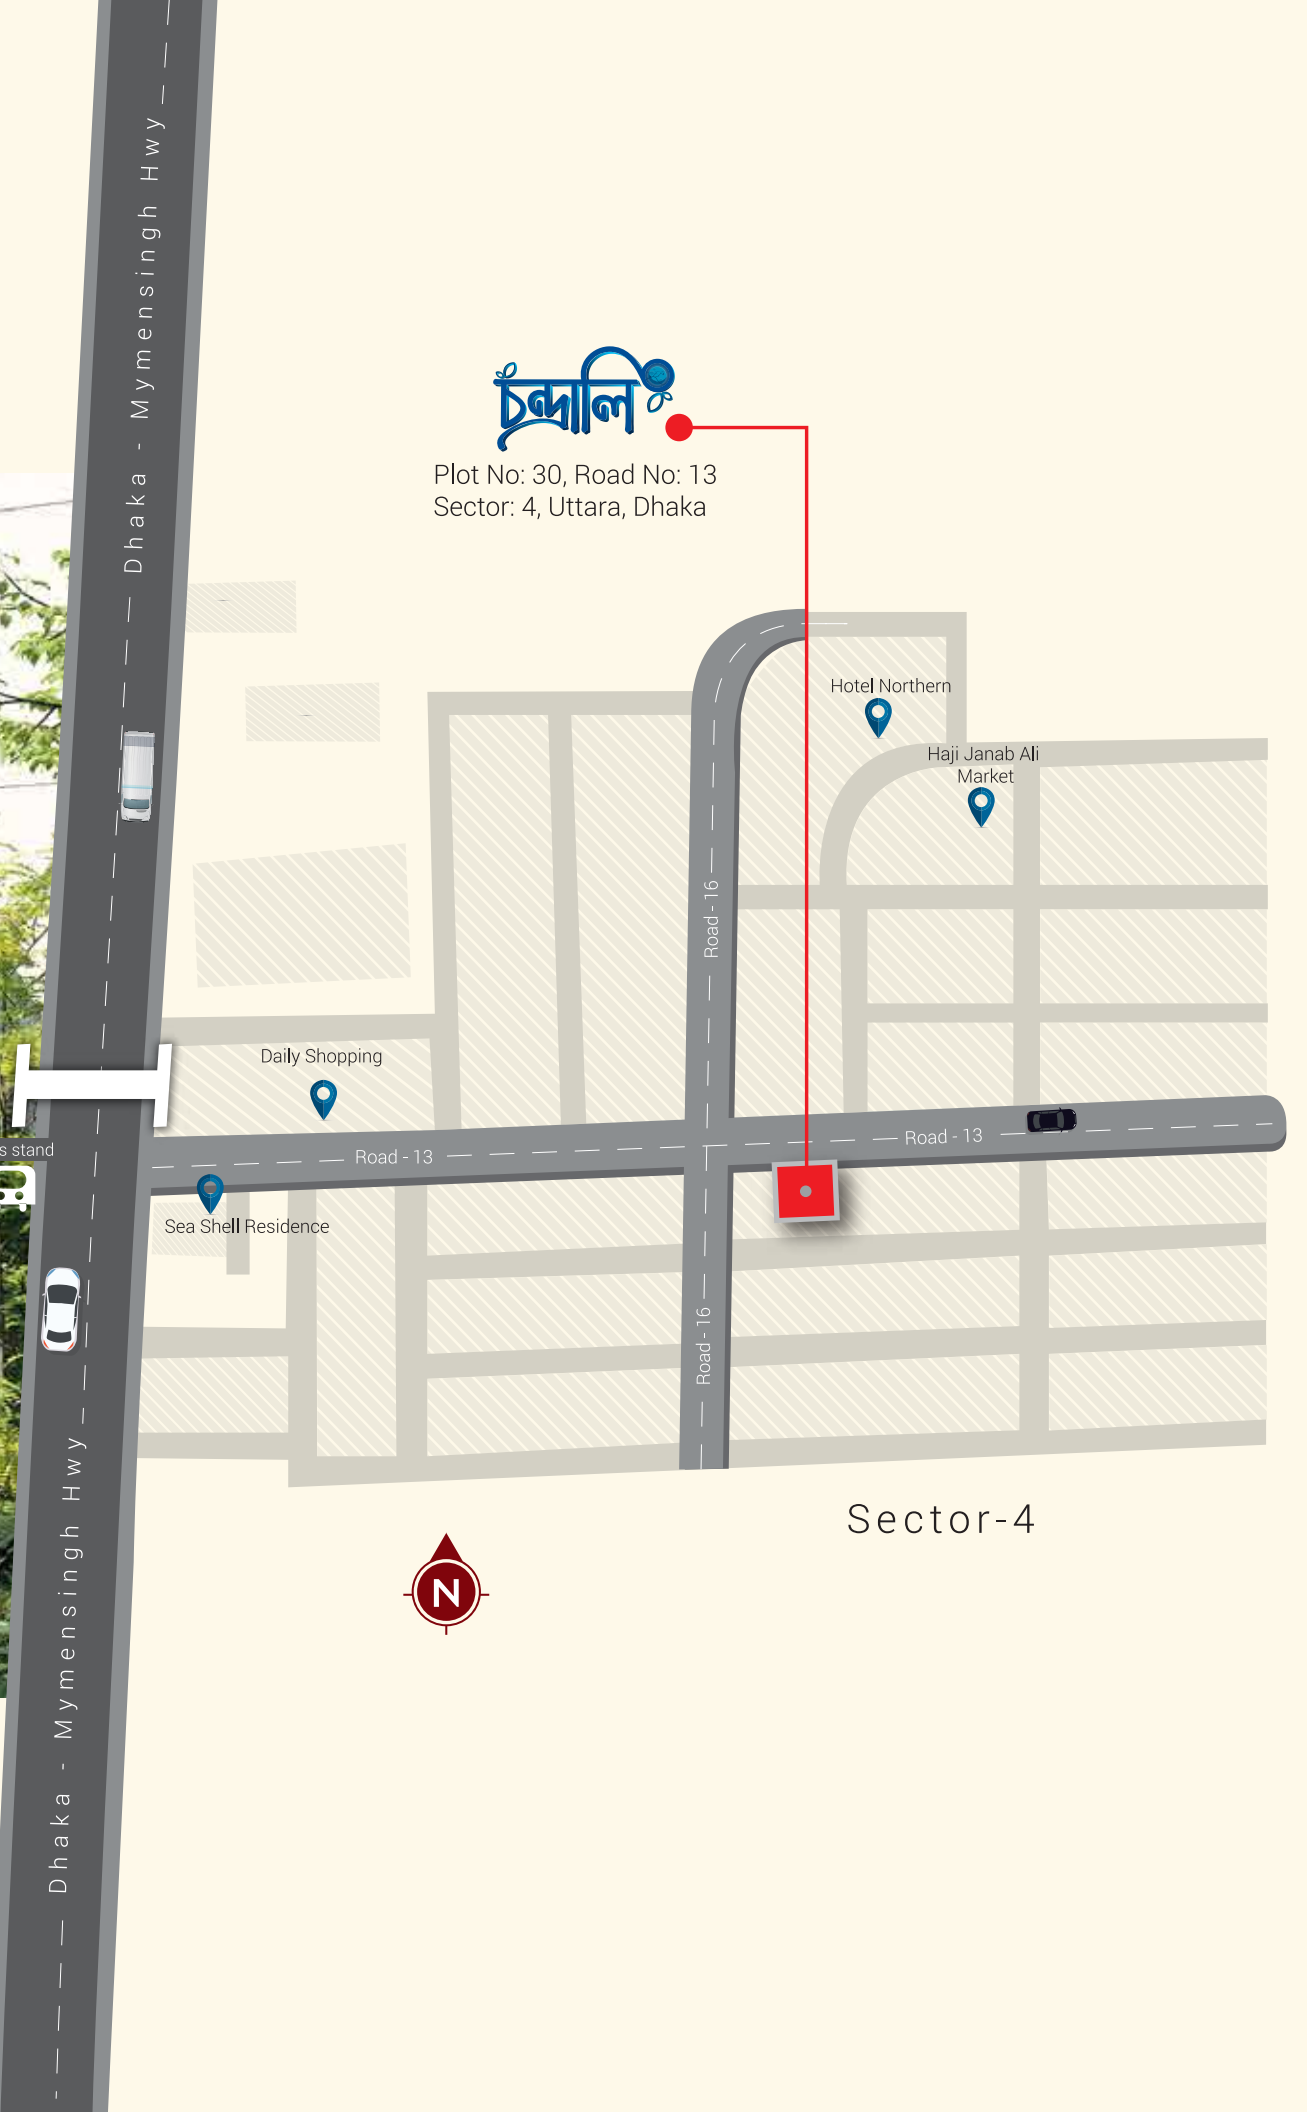 Dhaka - Mymensingh Hwy
চন্দ্রালি
Plot No: 30, Road No: 13
Sector: 4, Uttara, Dhaka
Hotel Northern
Haji Janab Ali
Market
Road - 16
Daily Shopping
Road - 13
Road - 13
s stand
Sea Shell Residence
Road - 16
Dhaka - Mymensingh Hwy
Sector-4
N